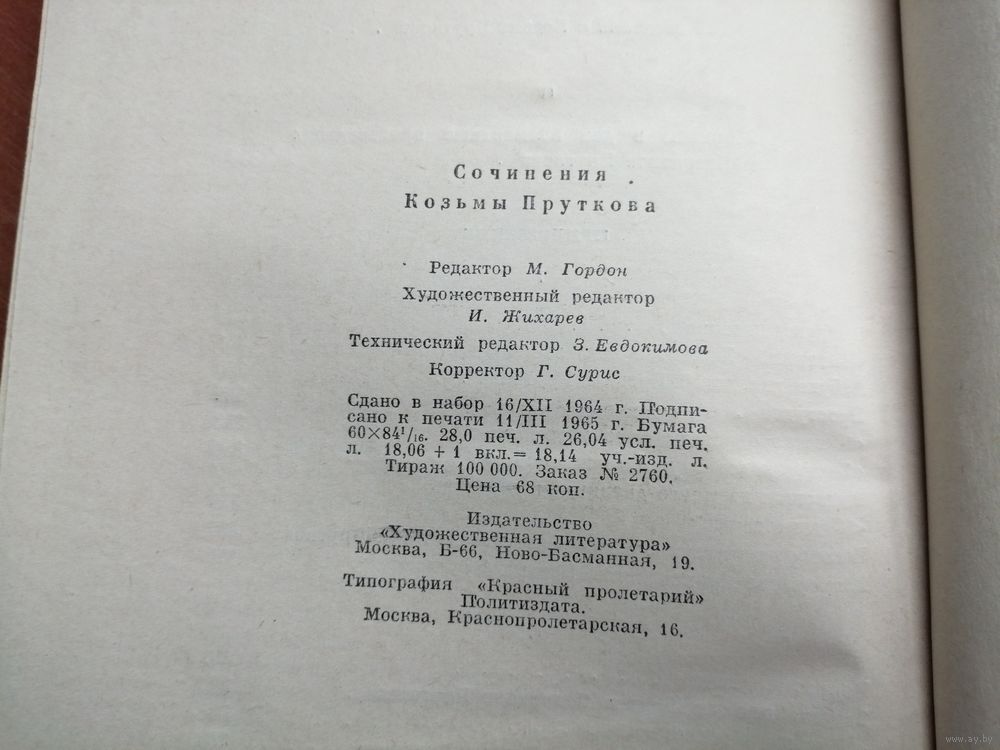 Сочинения
Козьмы Пруткова
Редактор М. Гордон
Художественный редактор
И. Жихарев
Технический редактор З. Евдокимова
Корректор Г. Сурис
Сдано в набор 16/XII 1964 г. Подпи-
сано к печати 11/III 1965 г. Бумага
60×84¹/₁₆. 28,0 печ. л. 26,04 усл. печ.
л. 18,06 + 1 вкл. = 18,14 уч.-изд. л.
Тираж 100 000. Заказ № 2760.
Цена 68 коп.
Издательство
«Художественная литература»
Москва, Б-66, Ново-Басманная, 19.
Типография «Красный пролетарий»
Политиздата.
Москва, Краснопролетарская, 16.
www.ay.by